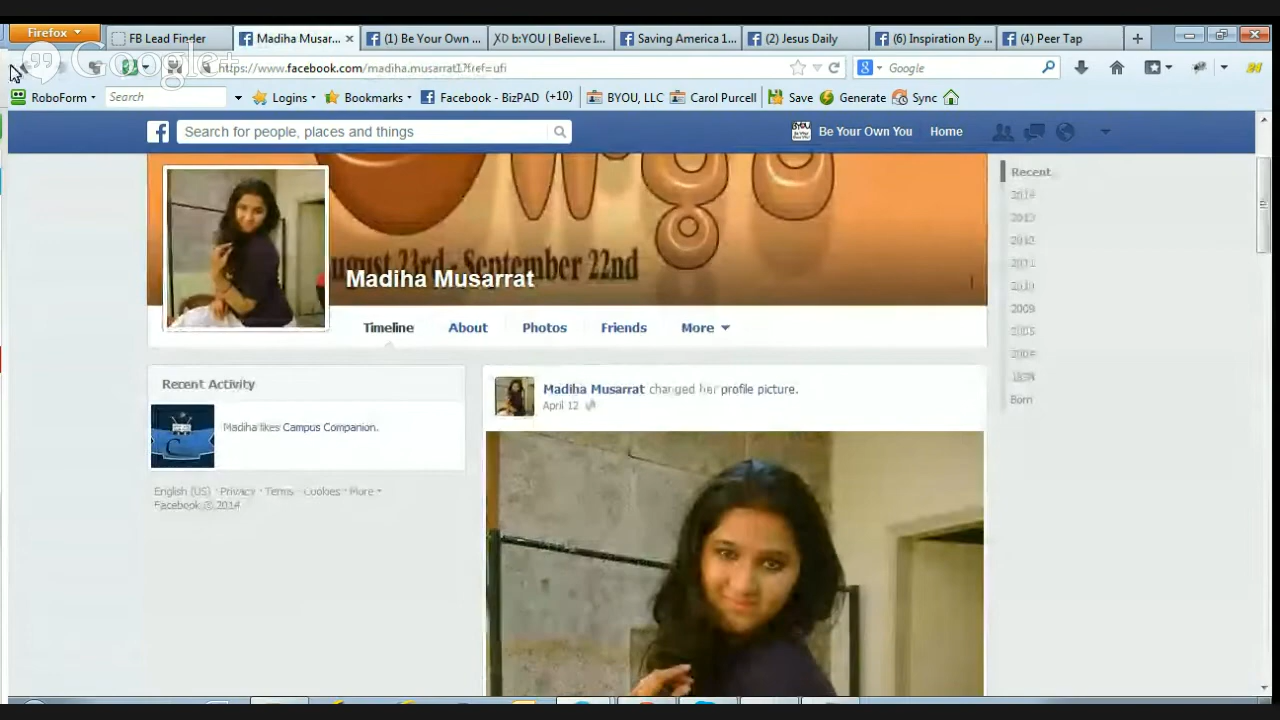 Firefox
FB Lead Finder
Madiha Musar... ×
(1) Be Your Own ...
b:YOU | Believe I...
Saving America 1...
(2) Jesus Daily
(6) Inspiration By ...
(4) Peer Tap
Google+
https://www.facebook.com/madiha.musarrat1?fref=ufi
Google
RoboForm
Search
Logins
Bookmarks
Facebook - BizPAD (+10)
BYOU, LLC
Carol Purcell
Save
Generate
Sync
Search for people, places and things
Be Your Own You
Home
August 23rd - September 22nd
Madiha Musarrat
Timeline
About
Photos
Friends
More
Recent
2014
2013
2012
2011
2010
2009
Born
Recent Activity
Madiha likes Campus Companion.
English (US) · Privacy · Terms · Cookies · More
Facebook © 2014
Madiha Musarrat changed her profile picture.
April 12